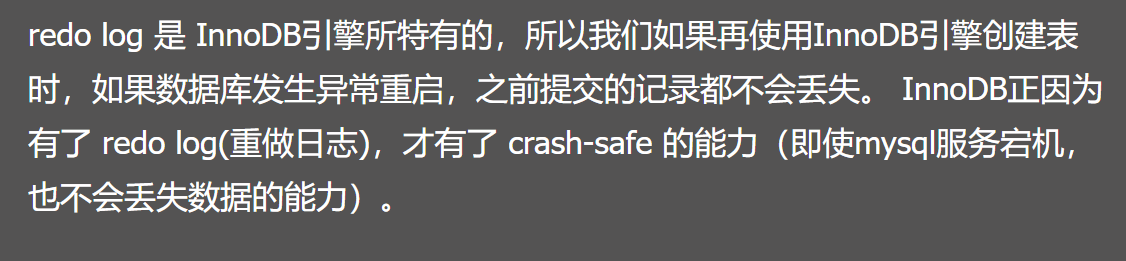 redo log 是 InnoDB引擎所特有的，所以我们如果再使用InnoDB引擎创建表
时，如果数据库发生异常重启，之前提交的记录都不会丢失。 InnoDB正因为
有了 redo log(重做日志)，才有了 crash-safe 的能力（即使mysql服务宕机，
也不会丢失数据的能力）。